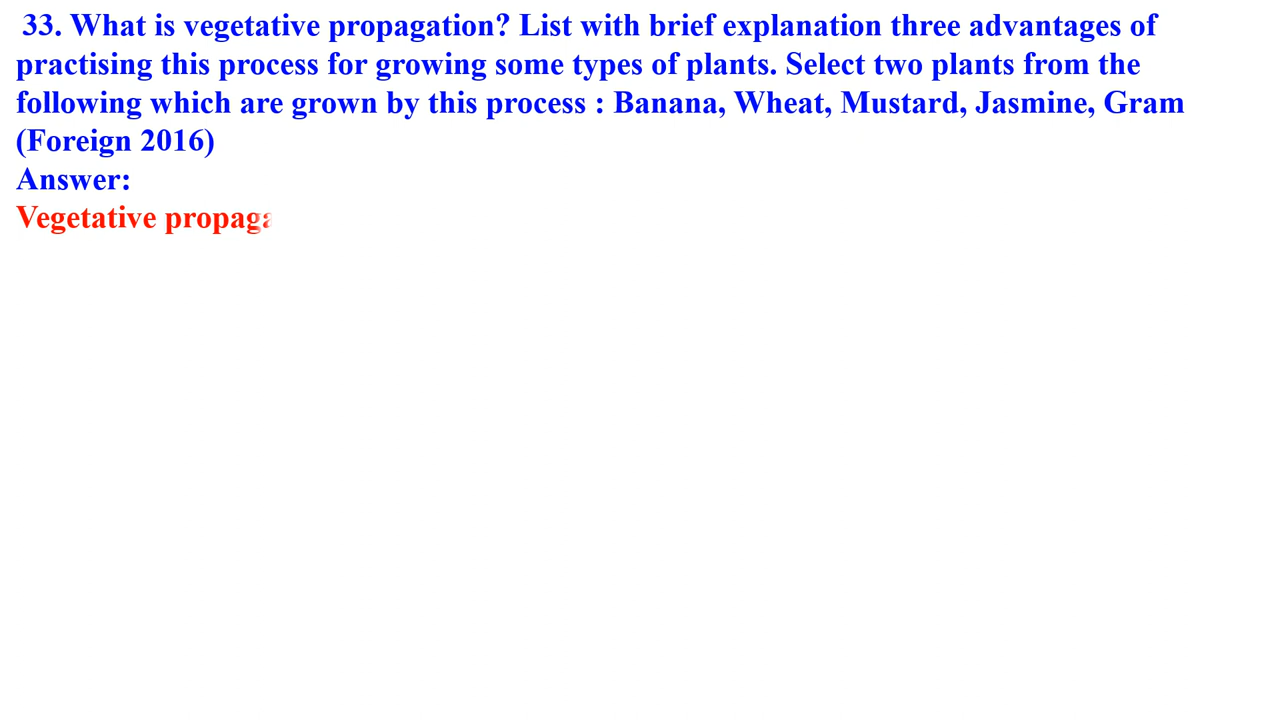 33. What is vegetative propagation? List with brief explanation three advantages of
practising this process for growing some types of plants. Select two plants from the
following which are grown by this process : Banana, Wheat, Mustard, Jasmine, Gram
(Foreign 2016)
Answer:
Vegetative propaga